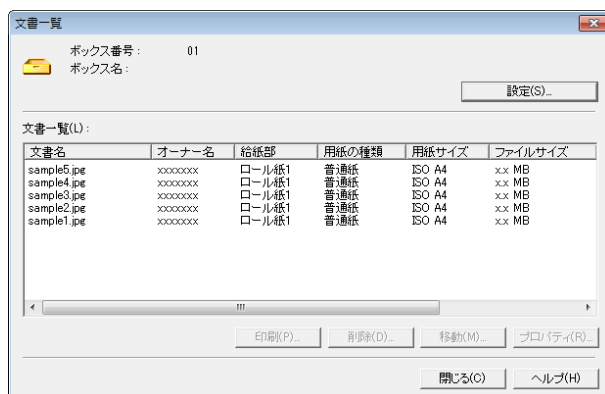 文書一覧
ボックス番号: 01
ボックス名:
設定(S)...
文書一覧(L):
文書名 オーナー名 給紙部 用紙の種類 用紙サイズ ファイルサイズ
sample5.jpg xxxxxxx ロール紙1 普通紙 ISO A4 x.x MB
sample4.jpg xxxxxxx ロール紙1 普通紙 ISO A4 x.x MB
sample3.jpg xxxxxxx ロール紙1 普通紙 ISO A4 x.x MB
sample2.jpg xxxxxxx ロール紙1 普通紙 ISO A4 x.x MB
sample1.jpg xxxxxxx ロール紙1 普通紙 ISO A4 x.x MB
印刷(P)... 削除(D)... 移動(M)... プロパティ(R)...
閉じる(C) ヘルプ(H)